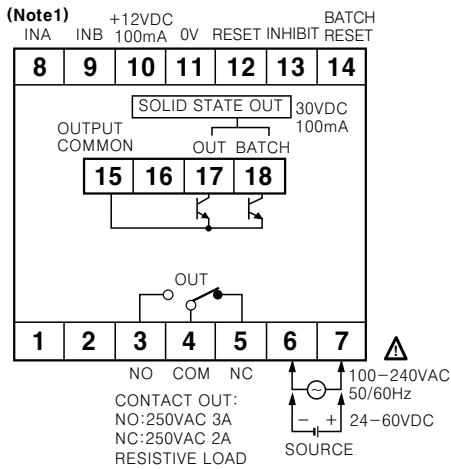 (Note1)
INA INB +12VDC 100mA 0V RESET INHIBIT BATCH RESET
8 9 10 11 12 13 14
SOLID STATE OUT
30VDC
100mA
OUTPUT
COMMON
OUT BATCH
15 16 17 18
OUT
1 2 3 4 5 6 7
NO COM NC
100-240VAC
50/60Hz
CONTACT OUT:
NO:250VAC 3A
NC:250VAC 2A
RESISTIVE LOAD
- + 24-60VDC
SOURCE